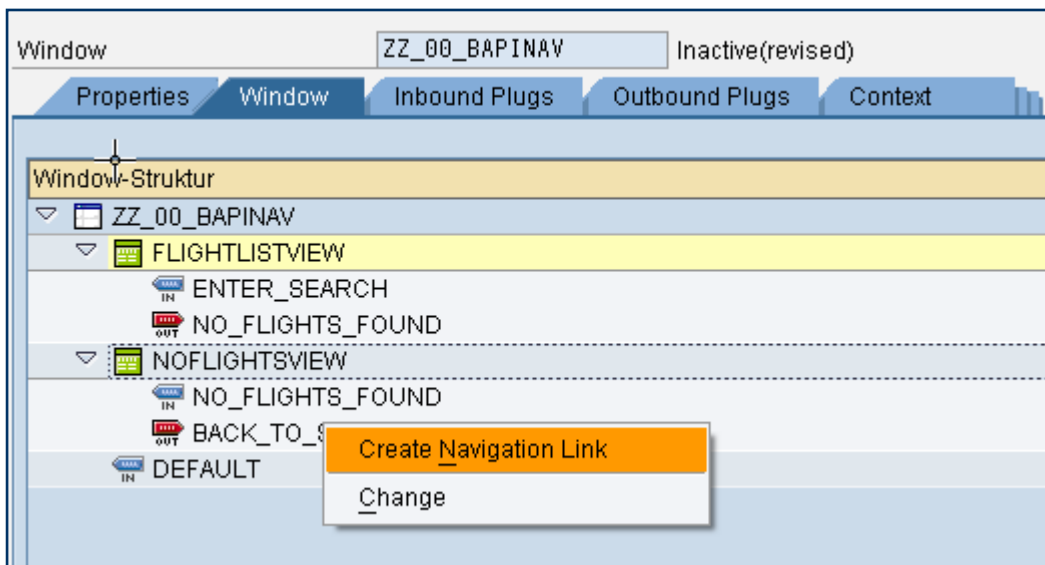 Window ZZ_00_BAPINAV Inactive(revised)
Properties Window Inbound Plugs Outbound Plugs Context
Window-Struktur
ZZ_00_BAPINAV
FLIGHTLISTVIEW
IN ENTER_SEARCH
OUT NO_FLIGHTS_FOUND
NOFLIGHTSVIEW
IN NO_FLIGHTS_FOUND
OUT BACK_TO_
Create Navigation Link
IN DEFAULT
Change